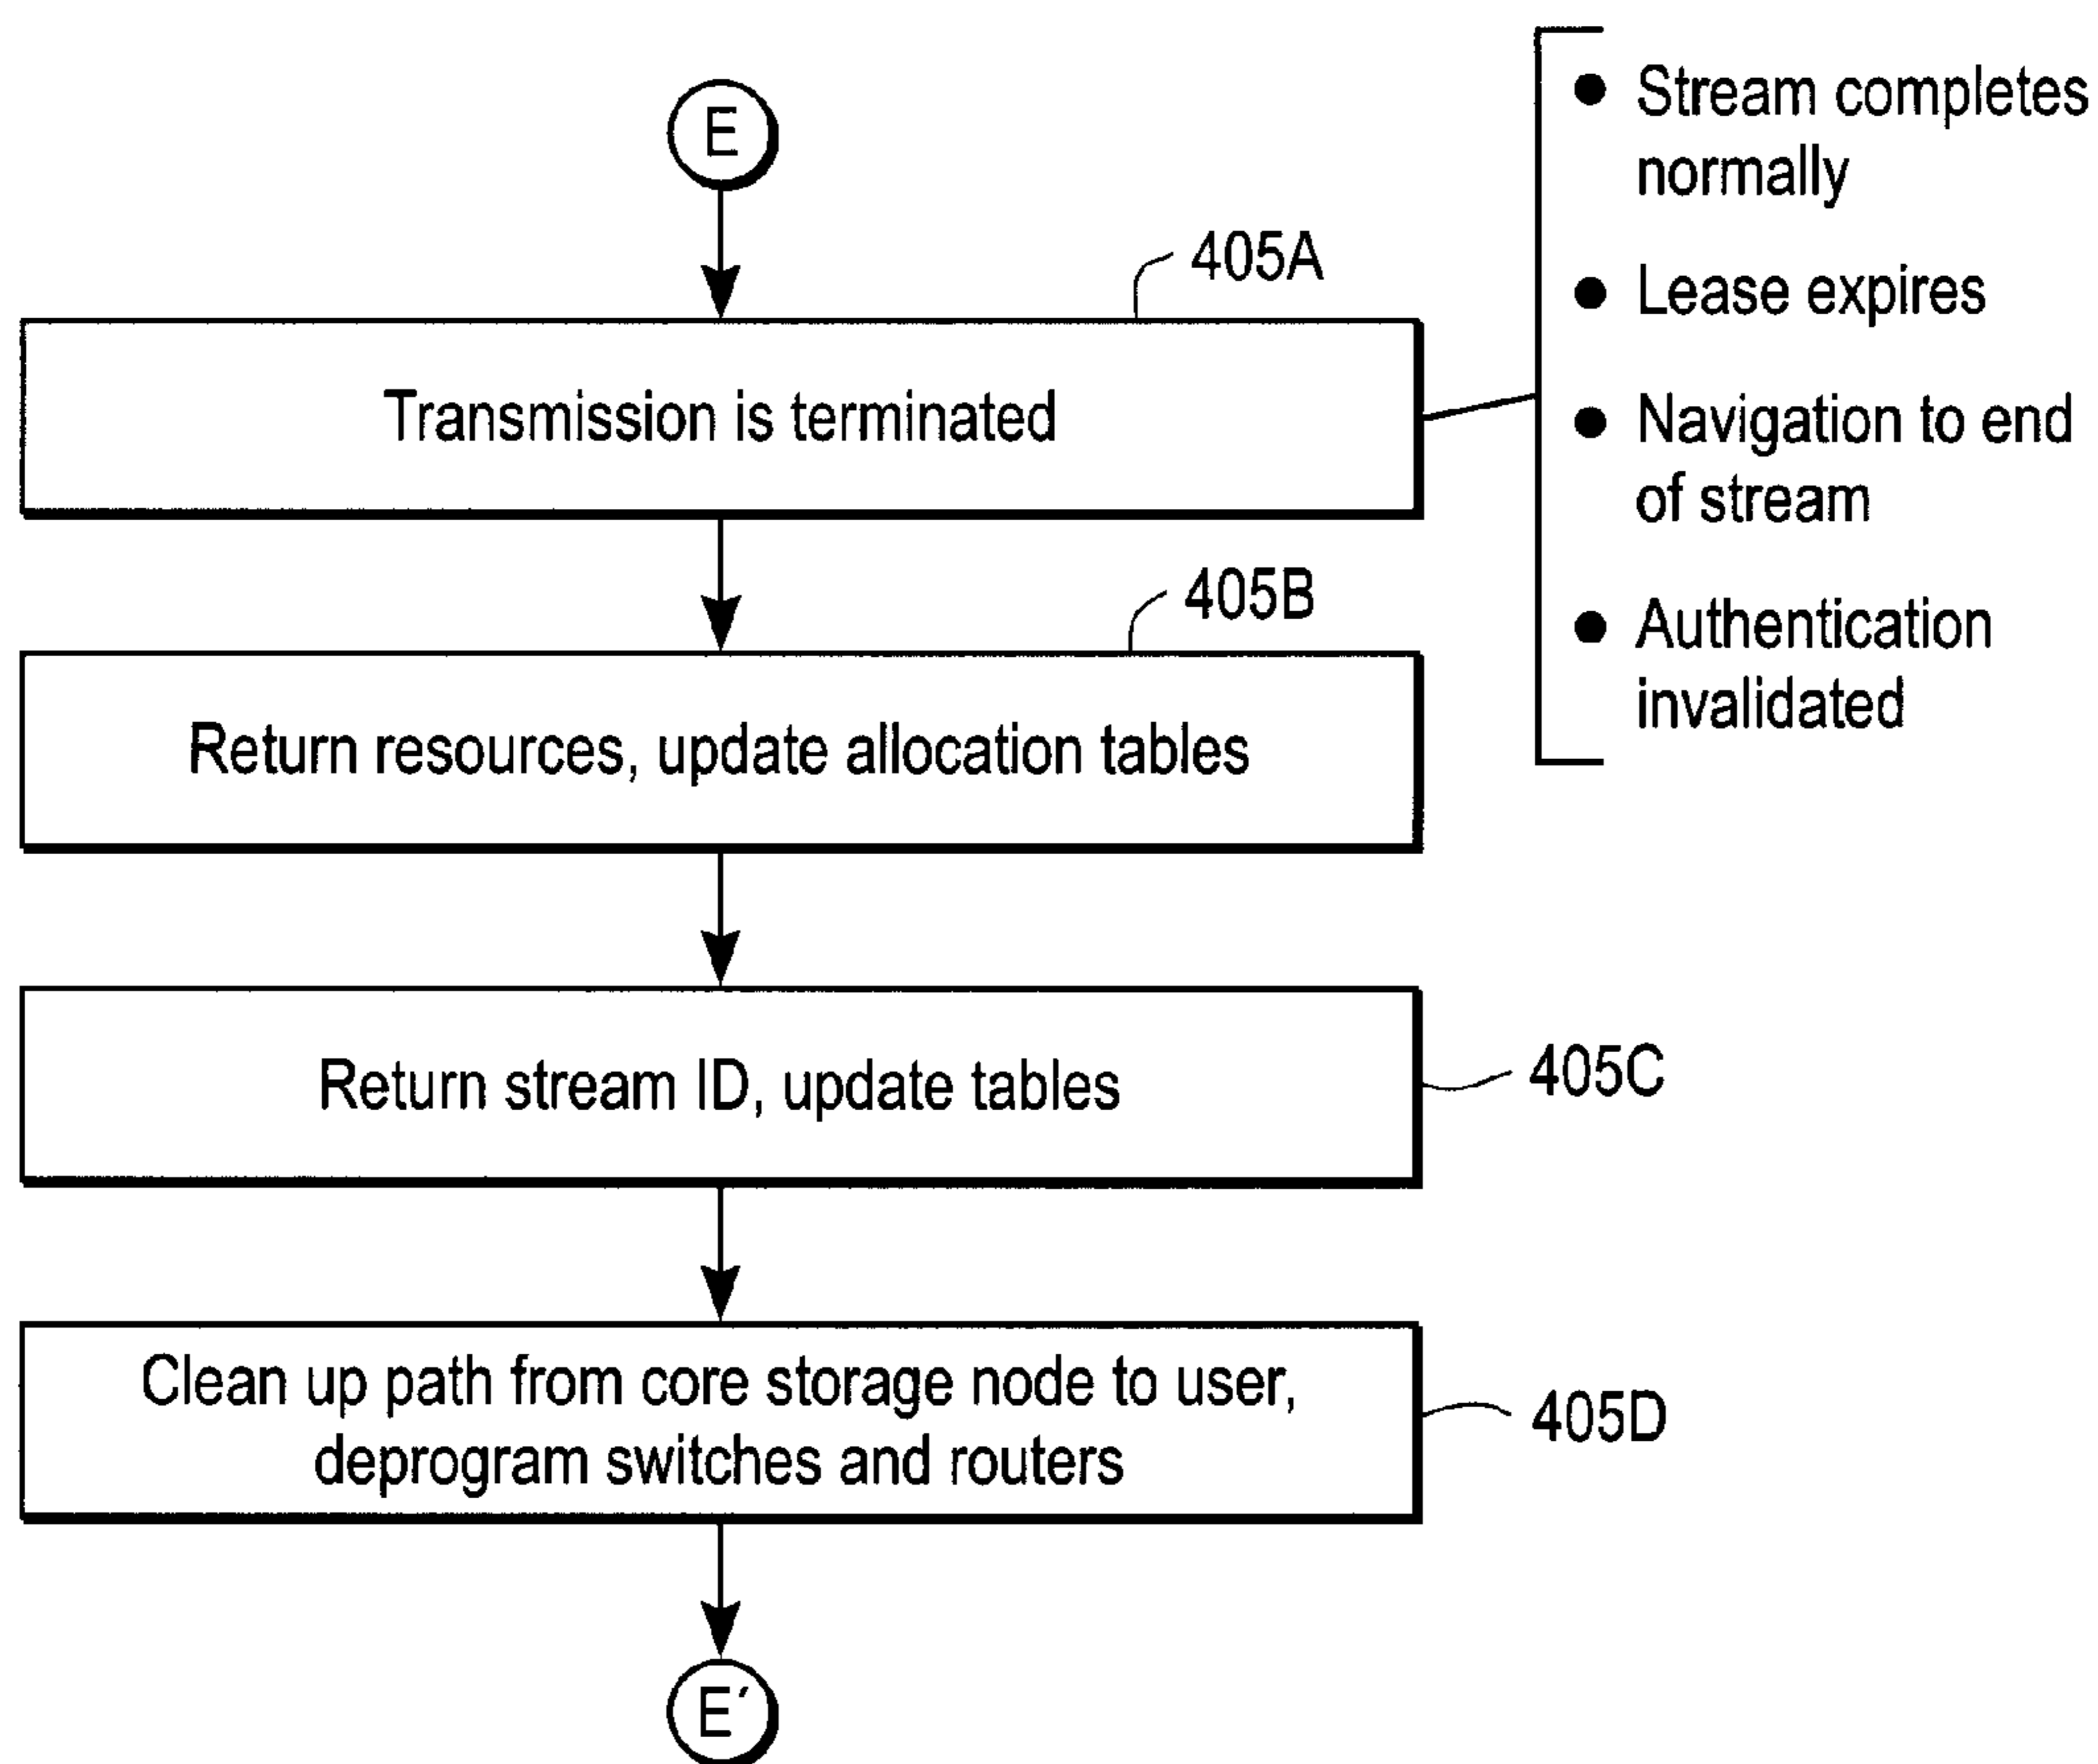 E
405A
Transmission is terminated
● Stream completes
normally
● Lease expires
● Navigation to end
of stream
● Authentication
invalidated
405B
Return resources, update allocation tables
Return stream ID, update tables
405C
Clean up path from core storage node to user,
deprogram switches and routers
405D
E′